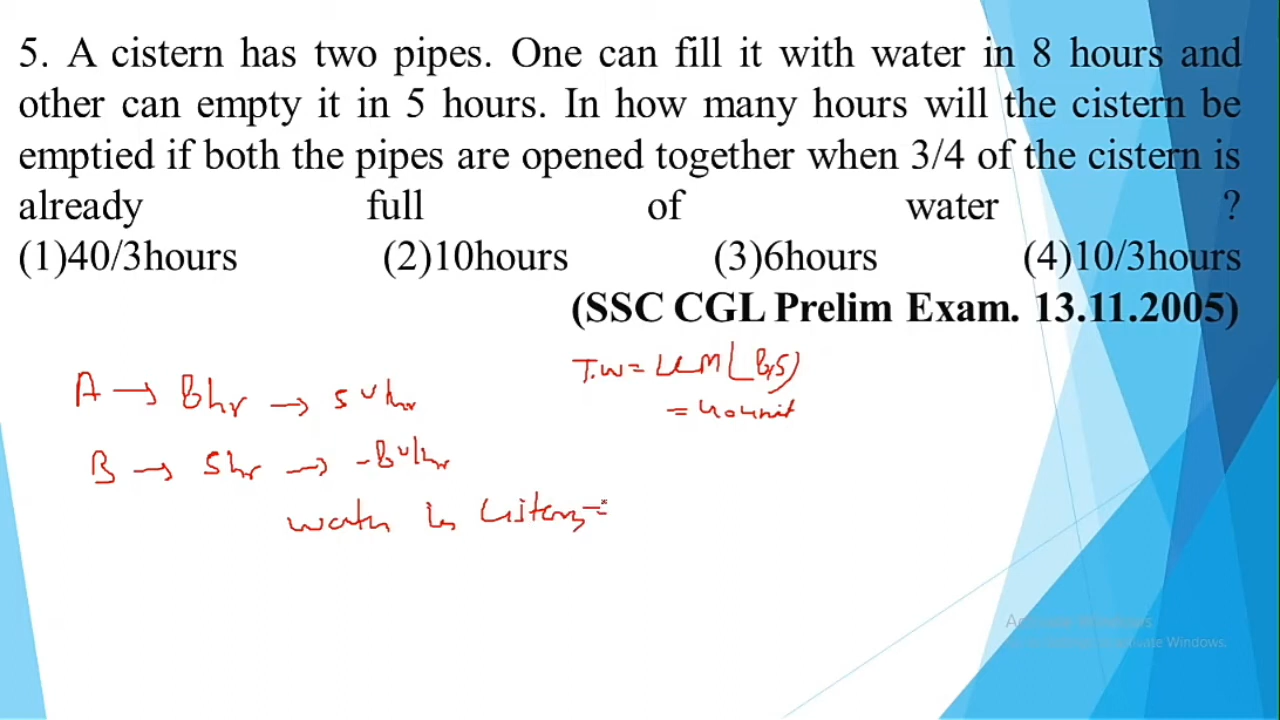 5. A cistern has two pipes. One can fill it with water in 8 hours and
other can empty it in 5 hours. In how many hours will the cistern be
emptied if both the pipes are opened together when 3/4 of the cistern is
already full of water ?
(1)40/3hours (2)10hours (3)6hours (4)10/3hours
(SSC CGL Prelim Exam. 13.11.2005)
T.W = LCM(8,5)
= 40 unit
A → 8hr → 5 u/hr
B → 5hr → -8u/hr
water in cistern =
Activate Windows
Windows.